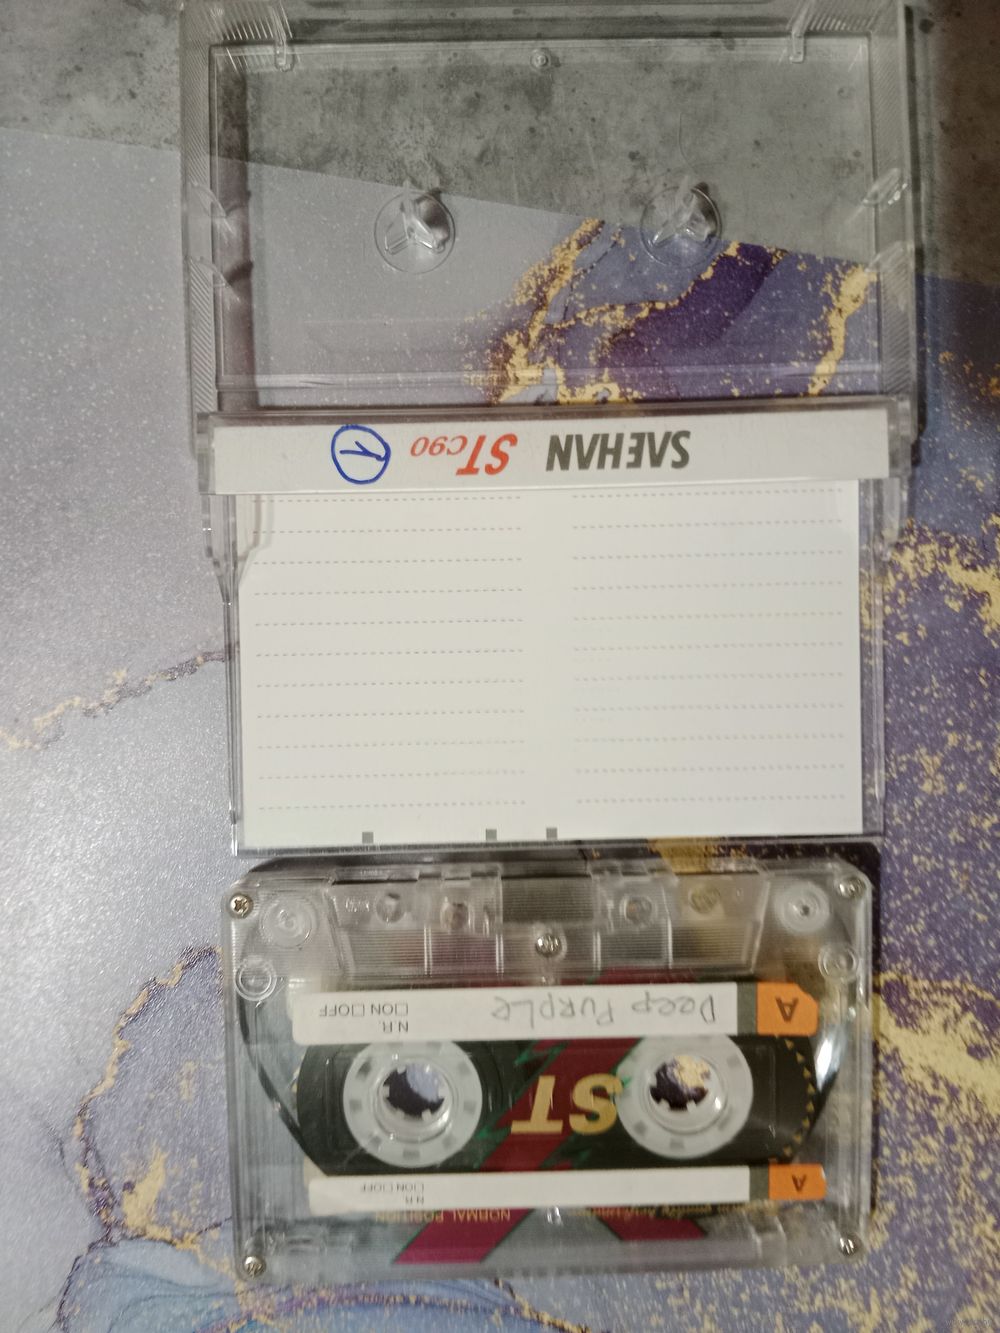 SAEHAN STC90 1
A Deep PURPLE N.R. □ON □OFF
ST
A N.R. □ON □OFF
NORMAL POSITION